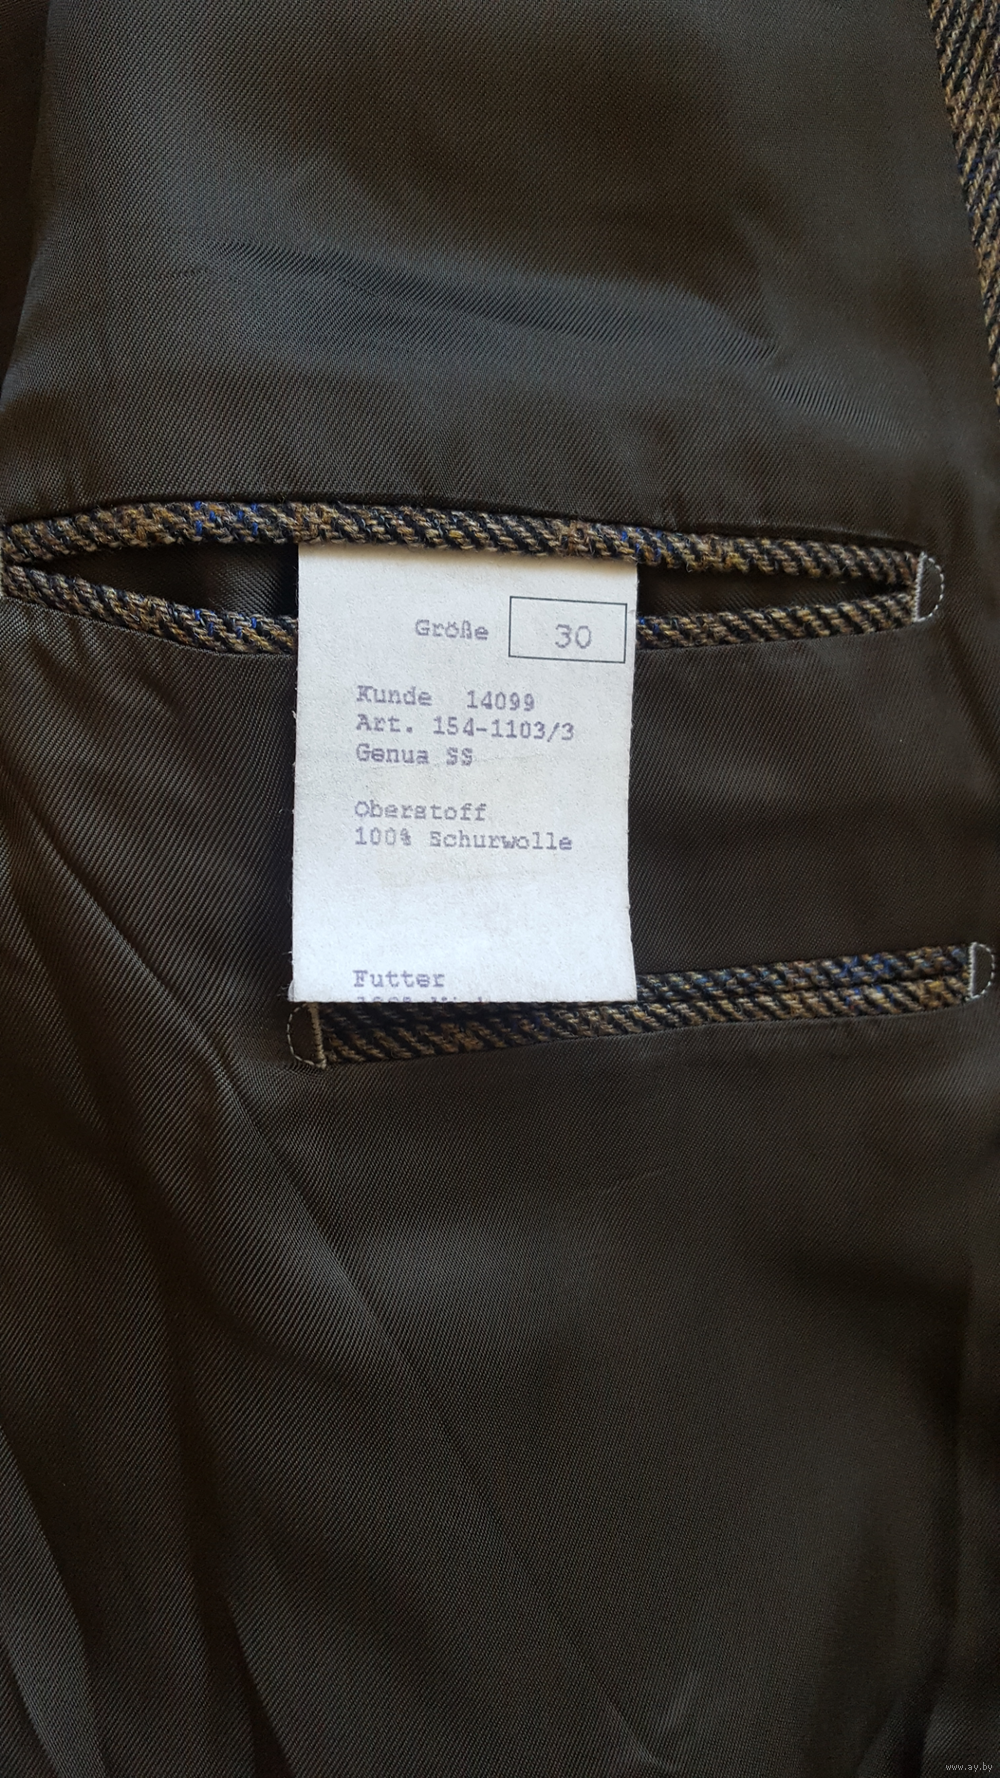 Größe 30
Kunde 14099
Art. 154-1103/3
Genua SS
Oberstoff
100% Schurwolle
Futter
www.ay.by